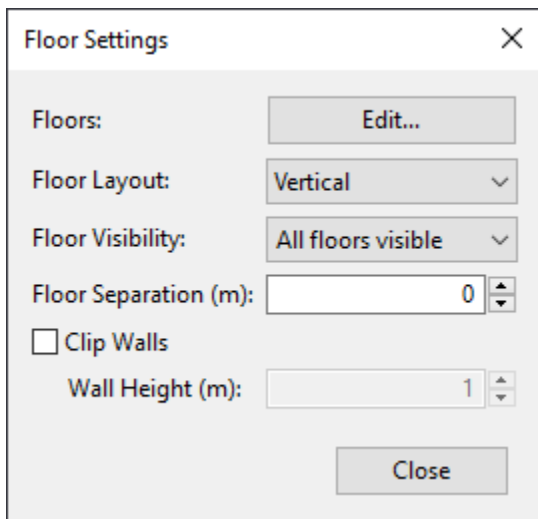 Floor Settings
Floors: Edit...
Floor Layout: Vertical
Floor Visibility: All floors visible
Floor Separation (m): 0
Clip Walls
Wall Height (m): 1
Close